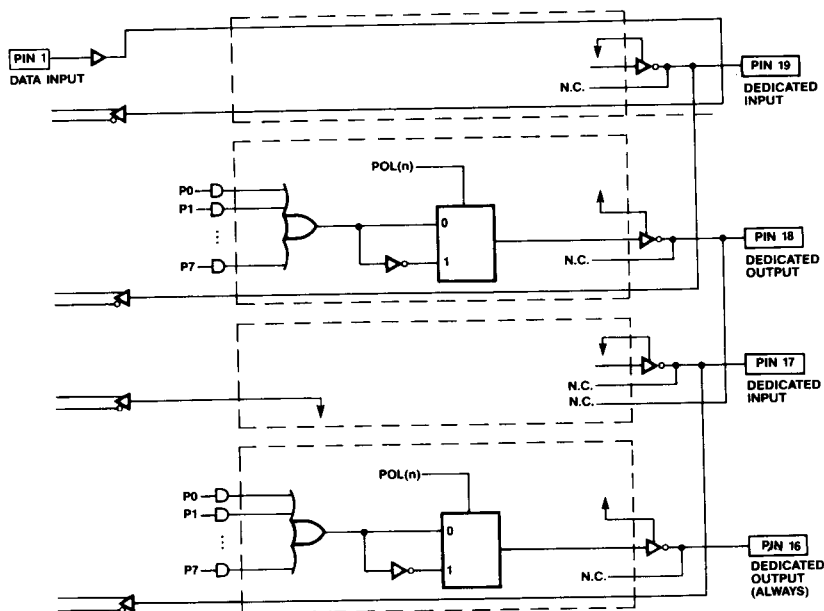 PIN 1
DATA INPUT
N.C.
PIN 19
DEDICATED
INPUT
POL(n)
P0
P1
⋮
P7
0
1
N.C.
PIN 18
DEDICATED
OUTPUT
N.C.
N.C.
PIN 17
DEDICATED
INPUT
POL(n)
P0
P1
⋮
P7
0
1
N.C.
PIN 16
DEDICATED
OUTPUT
(ALWAYS)